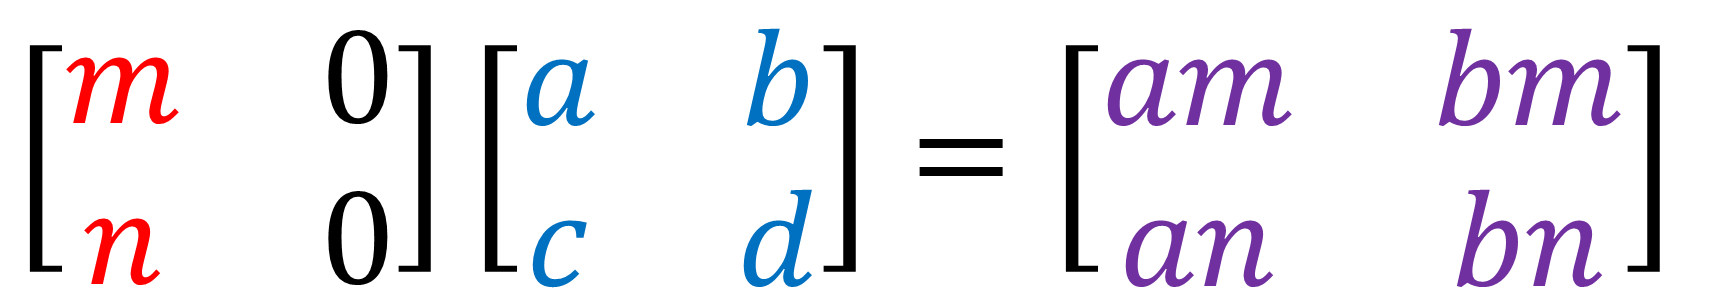 [m 0] [a b] = [am bm]
[n 0] [c d] [an bn]